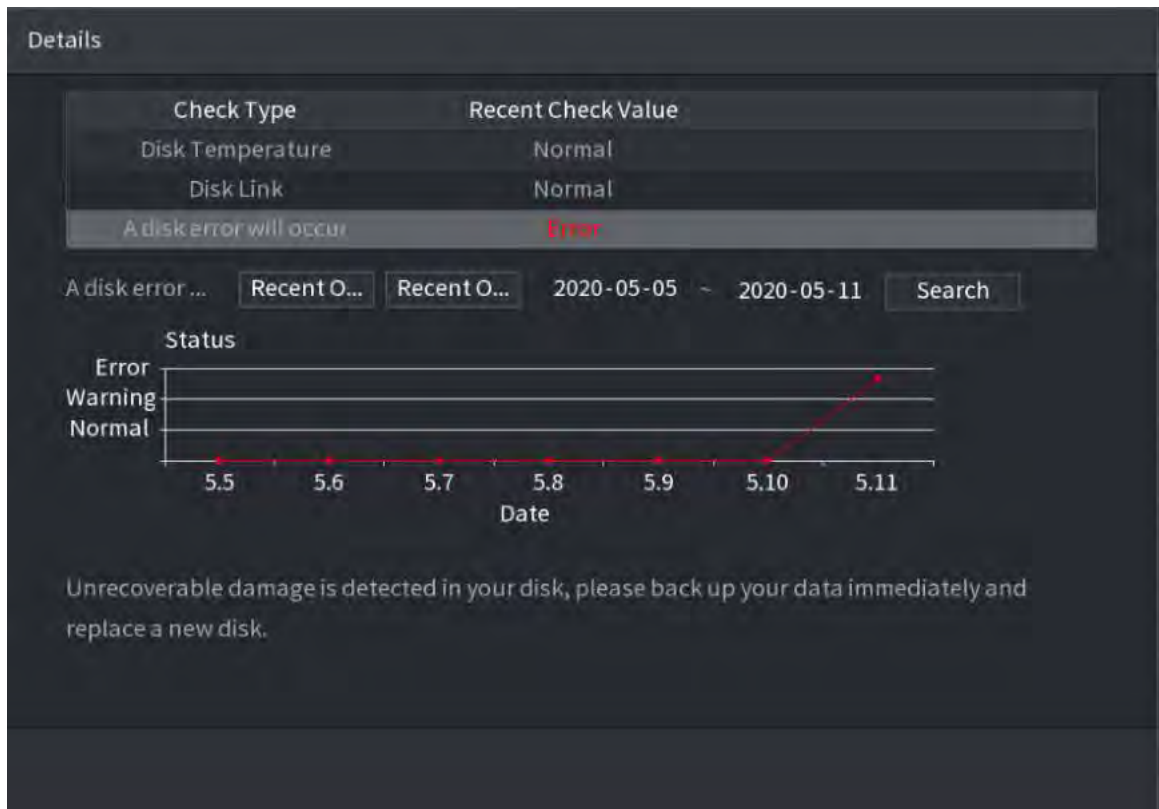 Details
Check Type Recent Check Value
Disk Temperature Normal
Disk Link Normal
A disk error will occur Error
A disk error ... Recent O... Recent O... 2020-05-05 ~ 2020-05-11 Search
Status
Error
Warning
Normal
5.5 5.6 5.7 5.8 5.9 5.10 5.11
Date
Unrecoverable damage is detected in your disk, please back up your data immediately and
replace a new disk.